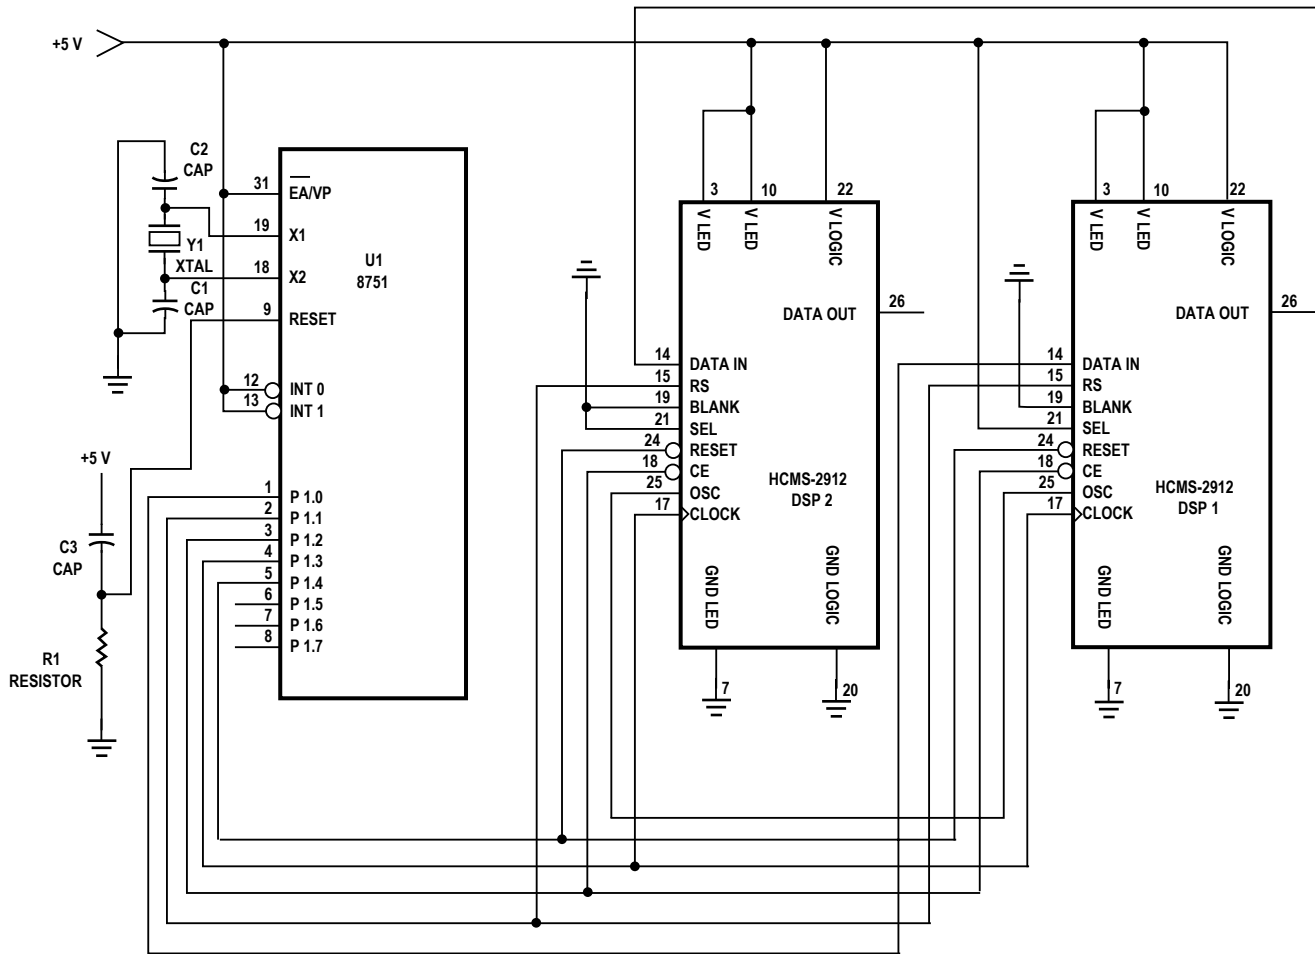 +5 V
C2
CAP
Y1
XTAL
C1
CAP
31
EA/VP
19
X1
18
X2
9
RESET
U1
8751
12
INT 0
13
INT 1
+5 V
C3
CAP
R1
RESISTOR
1
P 1.0
2
P 1.1
3
P 1.2
4
P 1.3
5
P 1.4
6
P 1.5
7
P 1.6
8
P 1.7
3
10
22
V LED
V LED
V LOGIC
DATA OUT
26
14
DATA IN
15
RS
19
BLANK
21
SEL
24
RESET
18
CE
25
OSC
17
CLOCK
HCMS-2912
DSP 2
GND LED
GND LOGIC
7
20
3
10
22
V LED
V LED
V LOGIC
DATA OUT
26
14
DATA IN
15
RS
19
BLANK
21
SEL
24
RESET
18
CE
25
OSC
17
CLOCK
HCMS-2912
DSP 1
GND LED
GND LOGIC
7
20